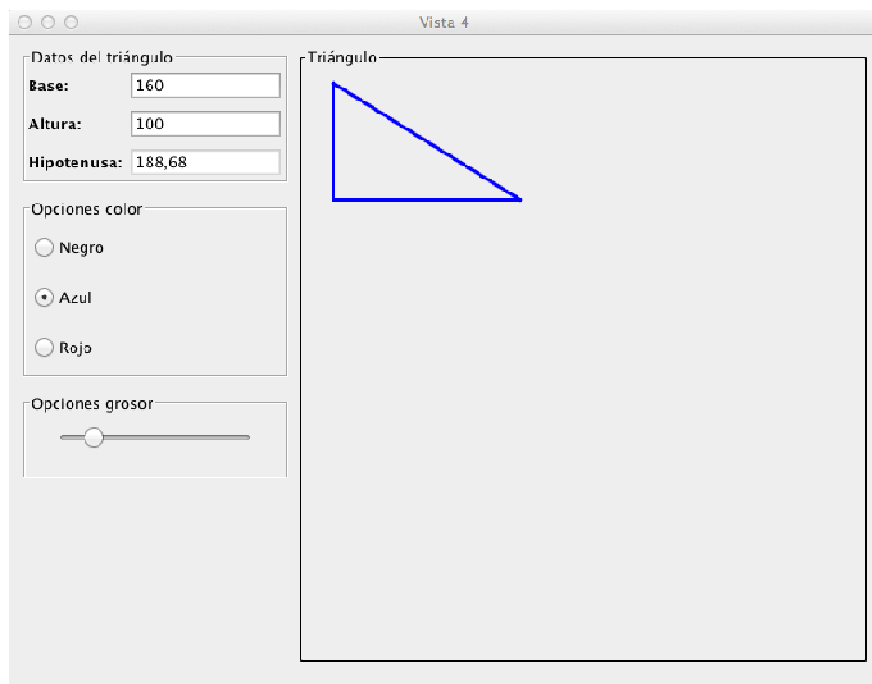 Vista 4
Datos del triángulo
Base: 160
Altura: 100
Hipotenusa: 188,68
Opciones color
Negro
Azul
Rojo
Opciones grosor
Triángulo